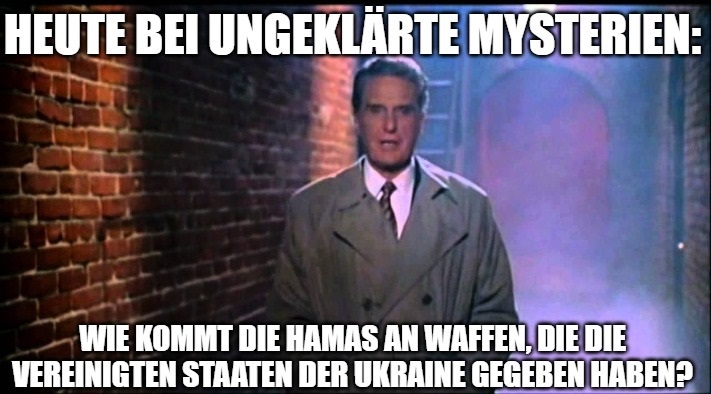 HEUTE BEI UNGEKLÄRTE MYSTERIEN:
WIE KOMMT DIE HAMAS AN WAFFEN, DIE DIE
VEREINIGTEN STAATEN DER UKRAINE GEGEBEN HABEN?